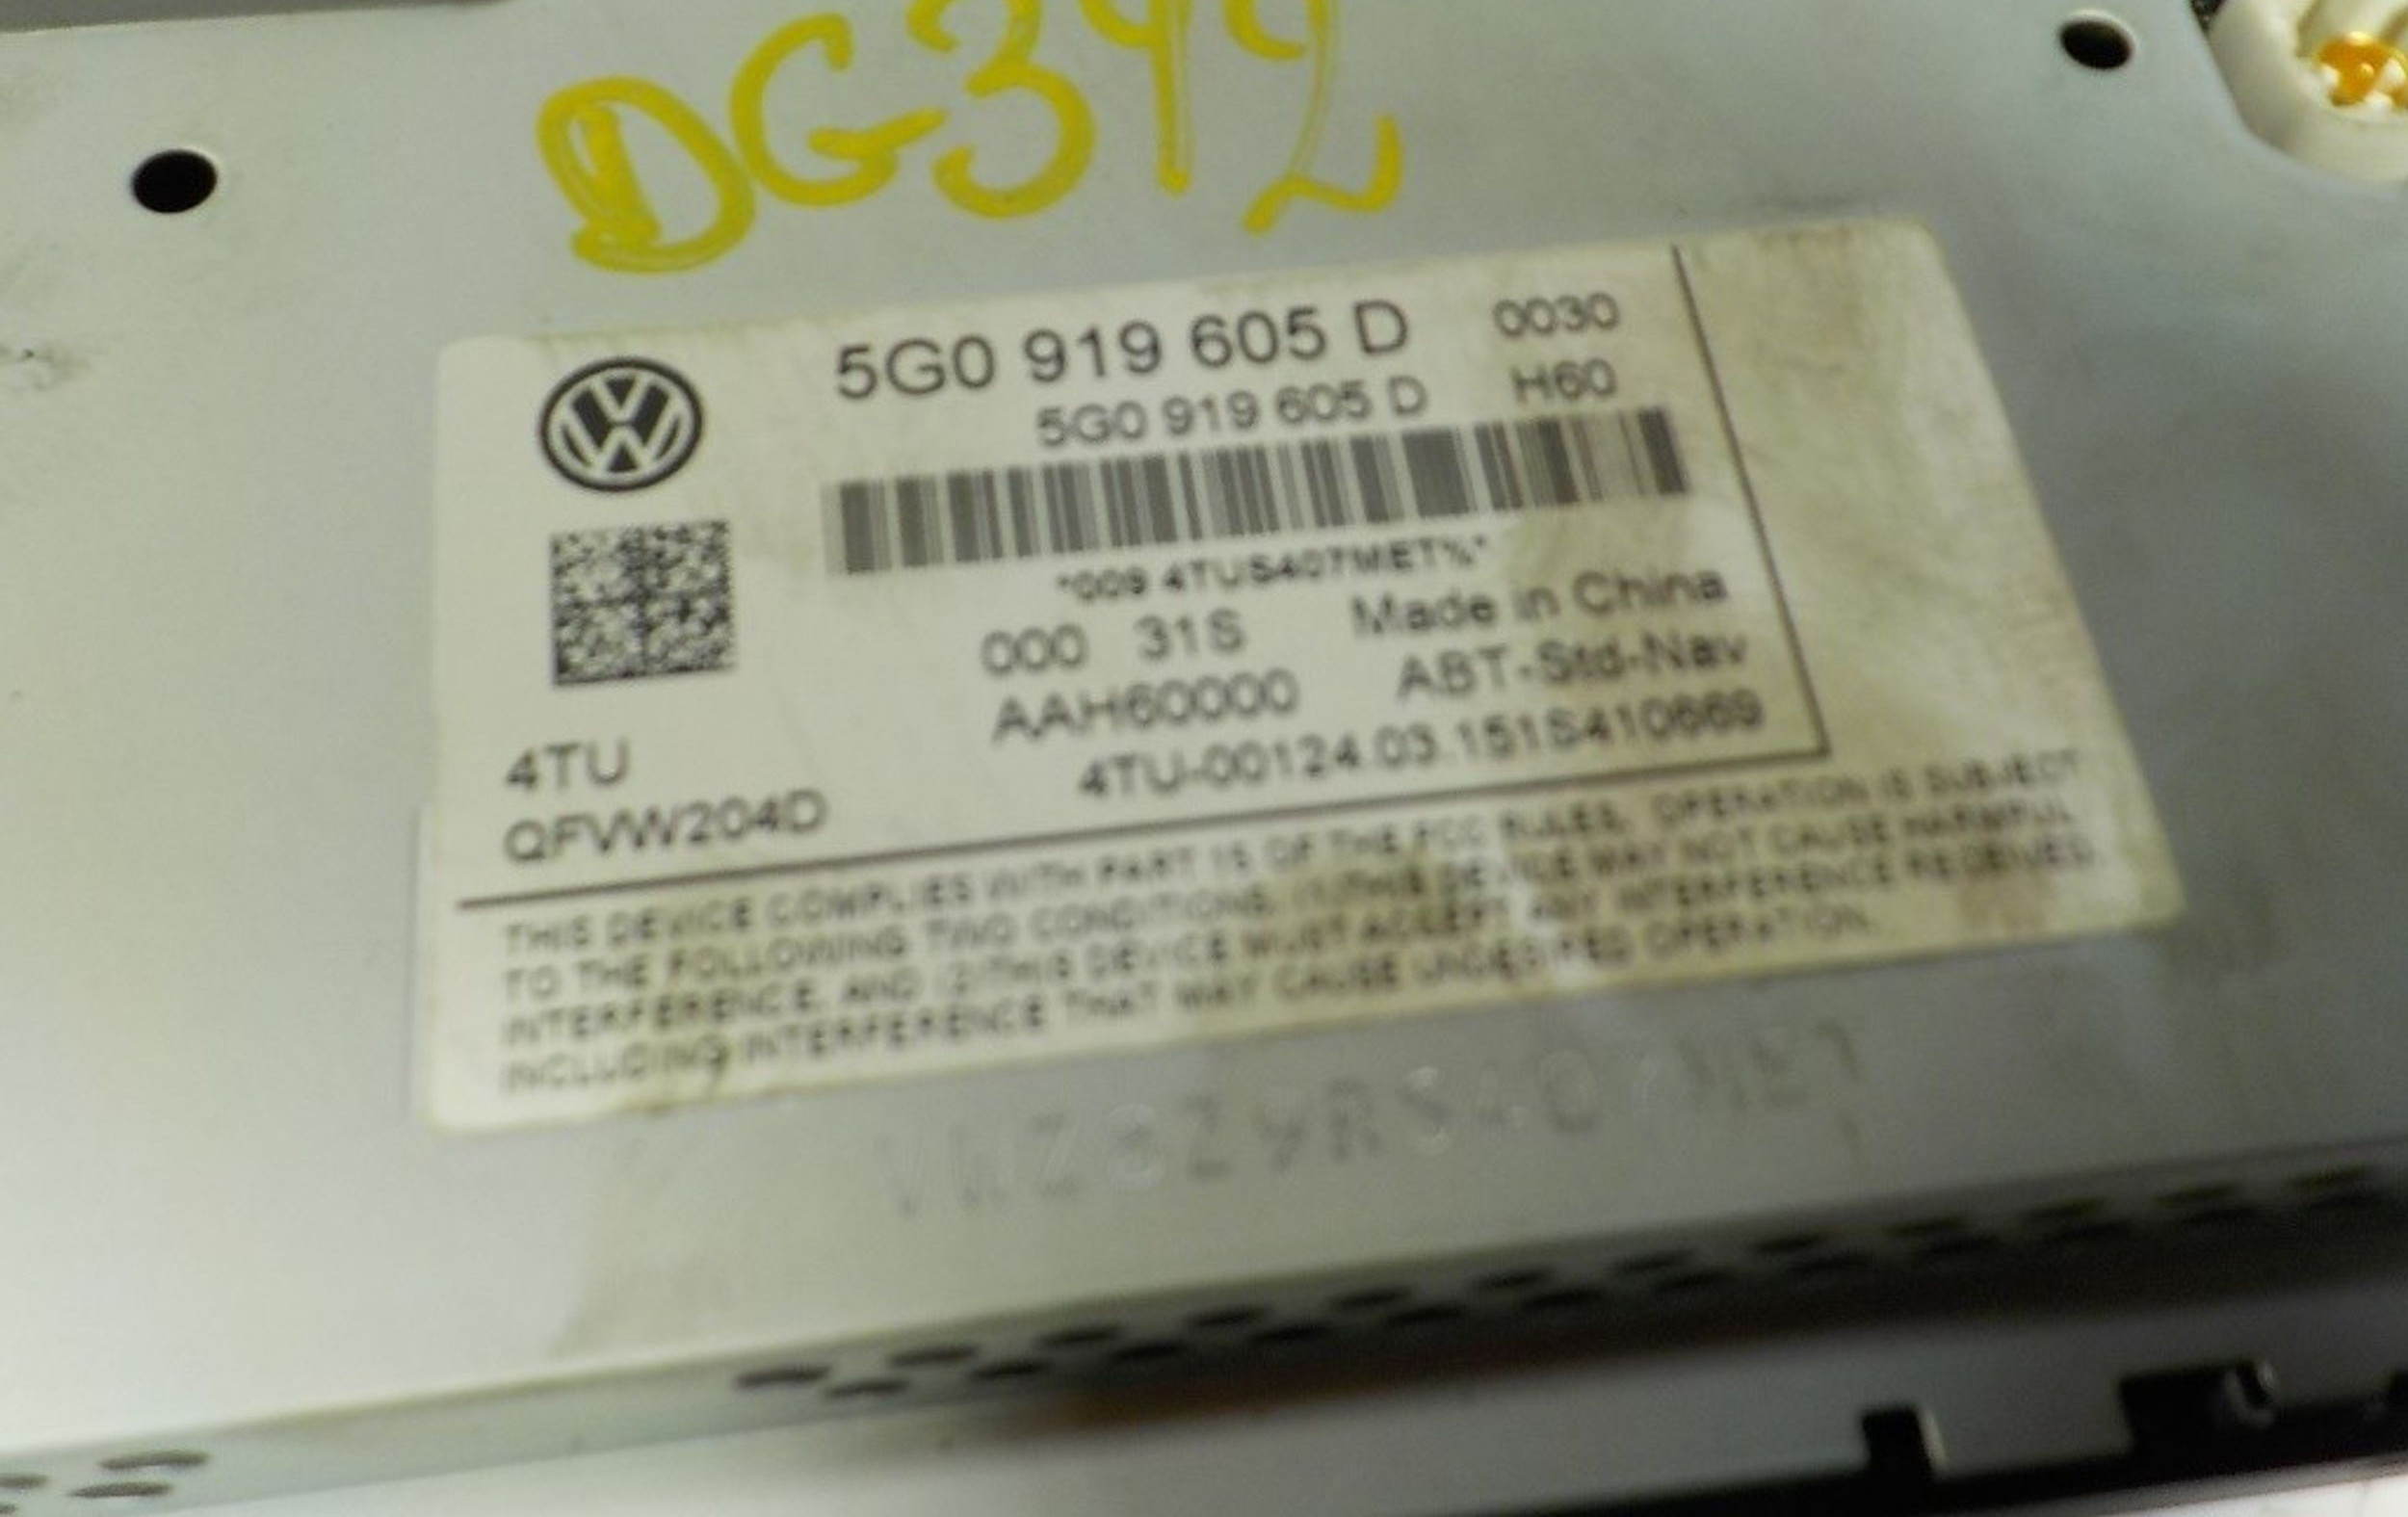 DG342
5G0 919 605 D 0030
5G0 919 605 D H60
*009 4TUS407MET%*
000 31S Made in China
AAH60000 ABT-Std-Nav
4TU 4TU-00124.03.151S410669
QFVW204D
THIS DEVICE COMPLIES WITH PART 15 OF THE FCC RULES. OPERATION IS SUBJECT
TO THE FOLLOWING TWO CONDITIONS: (1)THIS DEVICE MAY NOT CAUSE HARMFUL
INTERFERENCE, AND (2)THIS DEVICE MUST ACCEPT ANY INTERFERENCE RECEIVED,
INCLUDING INTERFERENCE THAT MAY CAUSE UNDESIRED OPERATION.